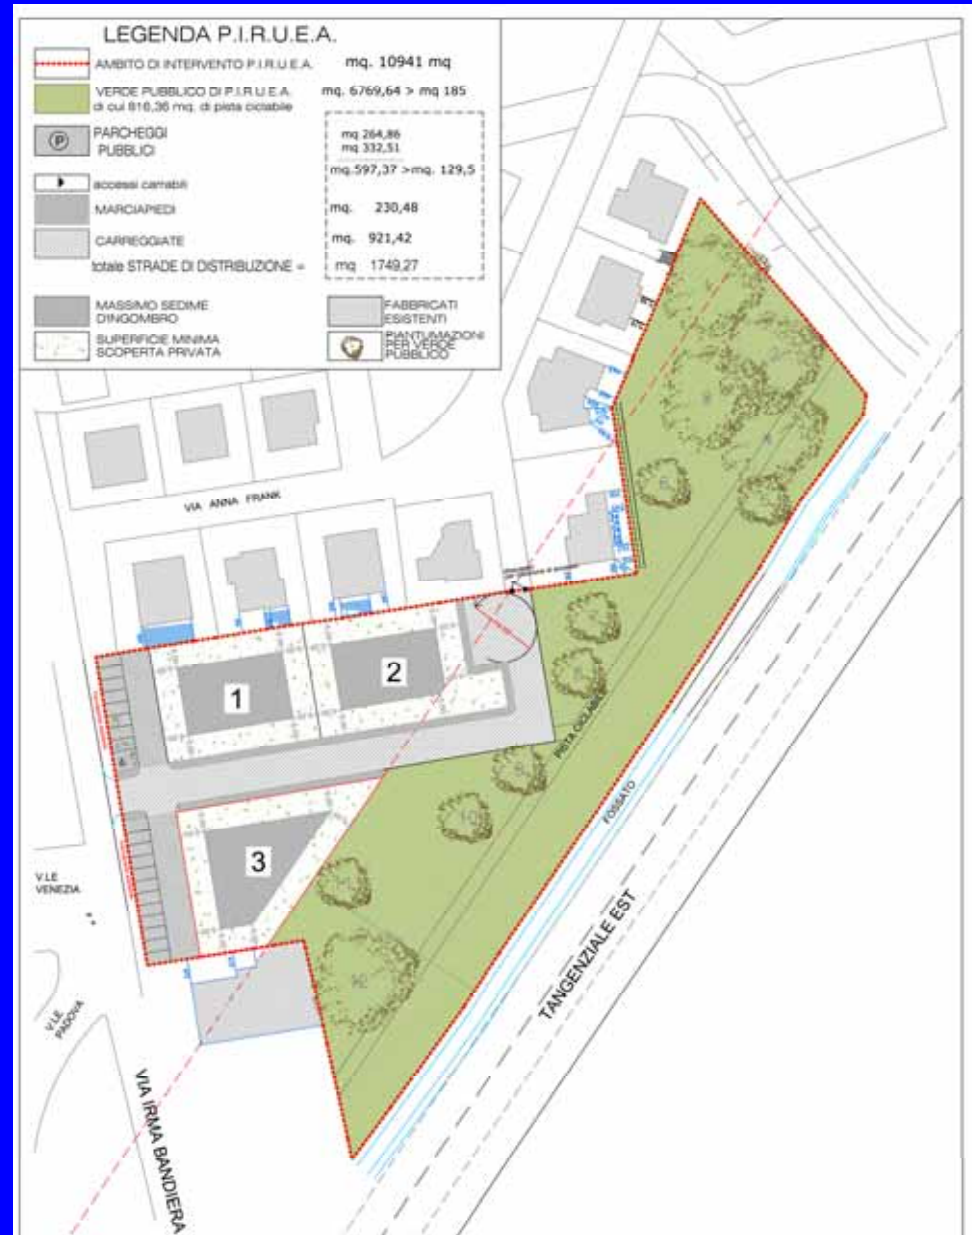 LEGENDA P.I.R.U.E.A.
AMBITO DI INTERVENTO P.I.R.U.E.A. mq. 10941 mq
VERDE PUBBLICO DI P.I.R.U.E.A. mq. 6769,64 > mq 185
di cui 816,36 mq. di pista ciclabile
P PARCHEGGI
PUBBLICI
mq 264,86
mq 332,51
mq.597,37 >mq. 129,5
accessi carrabili
MARCIAPIEDI mq. 230,48
CARREGGIATE mq. 921,42
totale STRADE DI DISTRIBUZIONE = mq 1749,27
MASSIMO SEDIME
D'INGOMBRO
FABBRICATI
ESISTENTI
SUPERFICIE MINIMA
SCOPERTA PRIVATA
PIANTUMAZIONI
PER VERDE
PUBBLICO
VIA ANNA FRANK
1
2
3
10
PISTA CICLABILE
FOSSATO
TANGENZIALE EST
V.LE
VENEZIA
V.LE
PADOVA
VIA IRMA BANDIERA